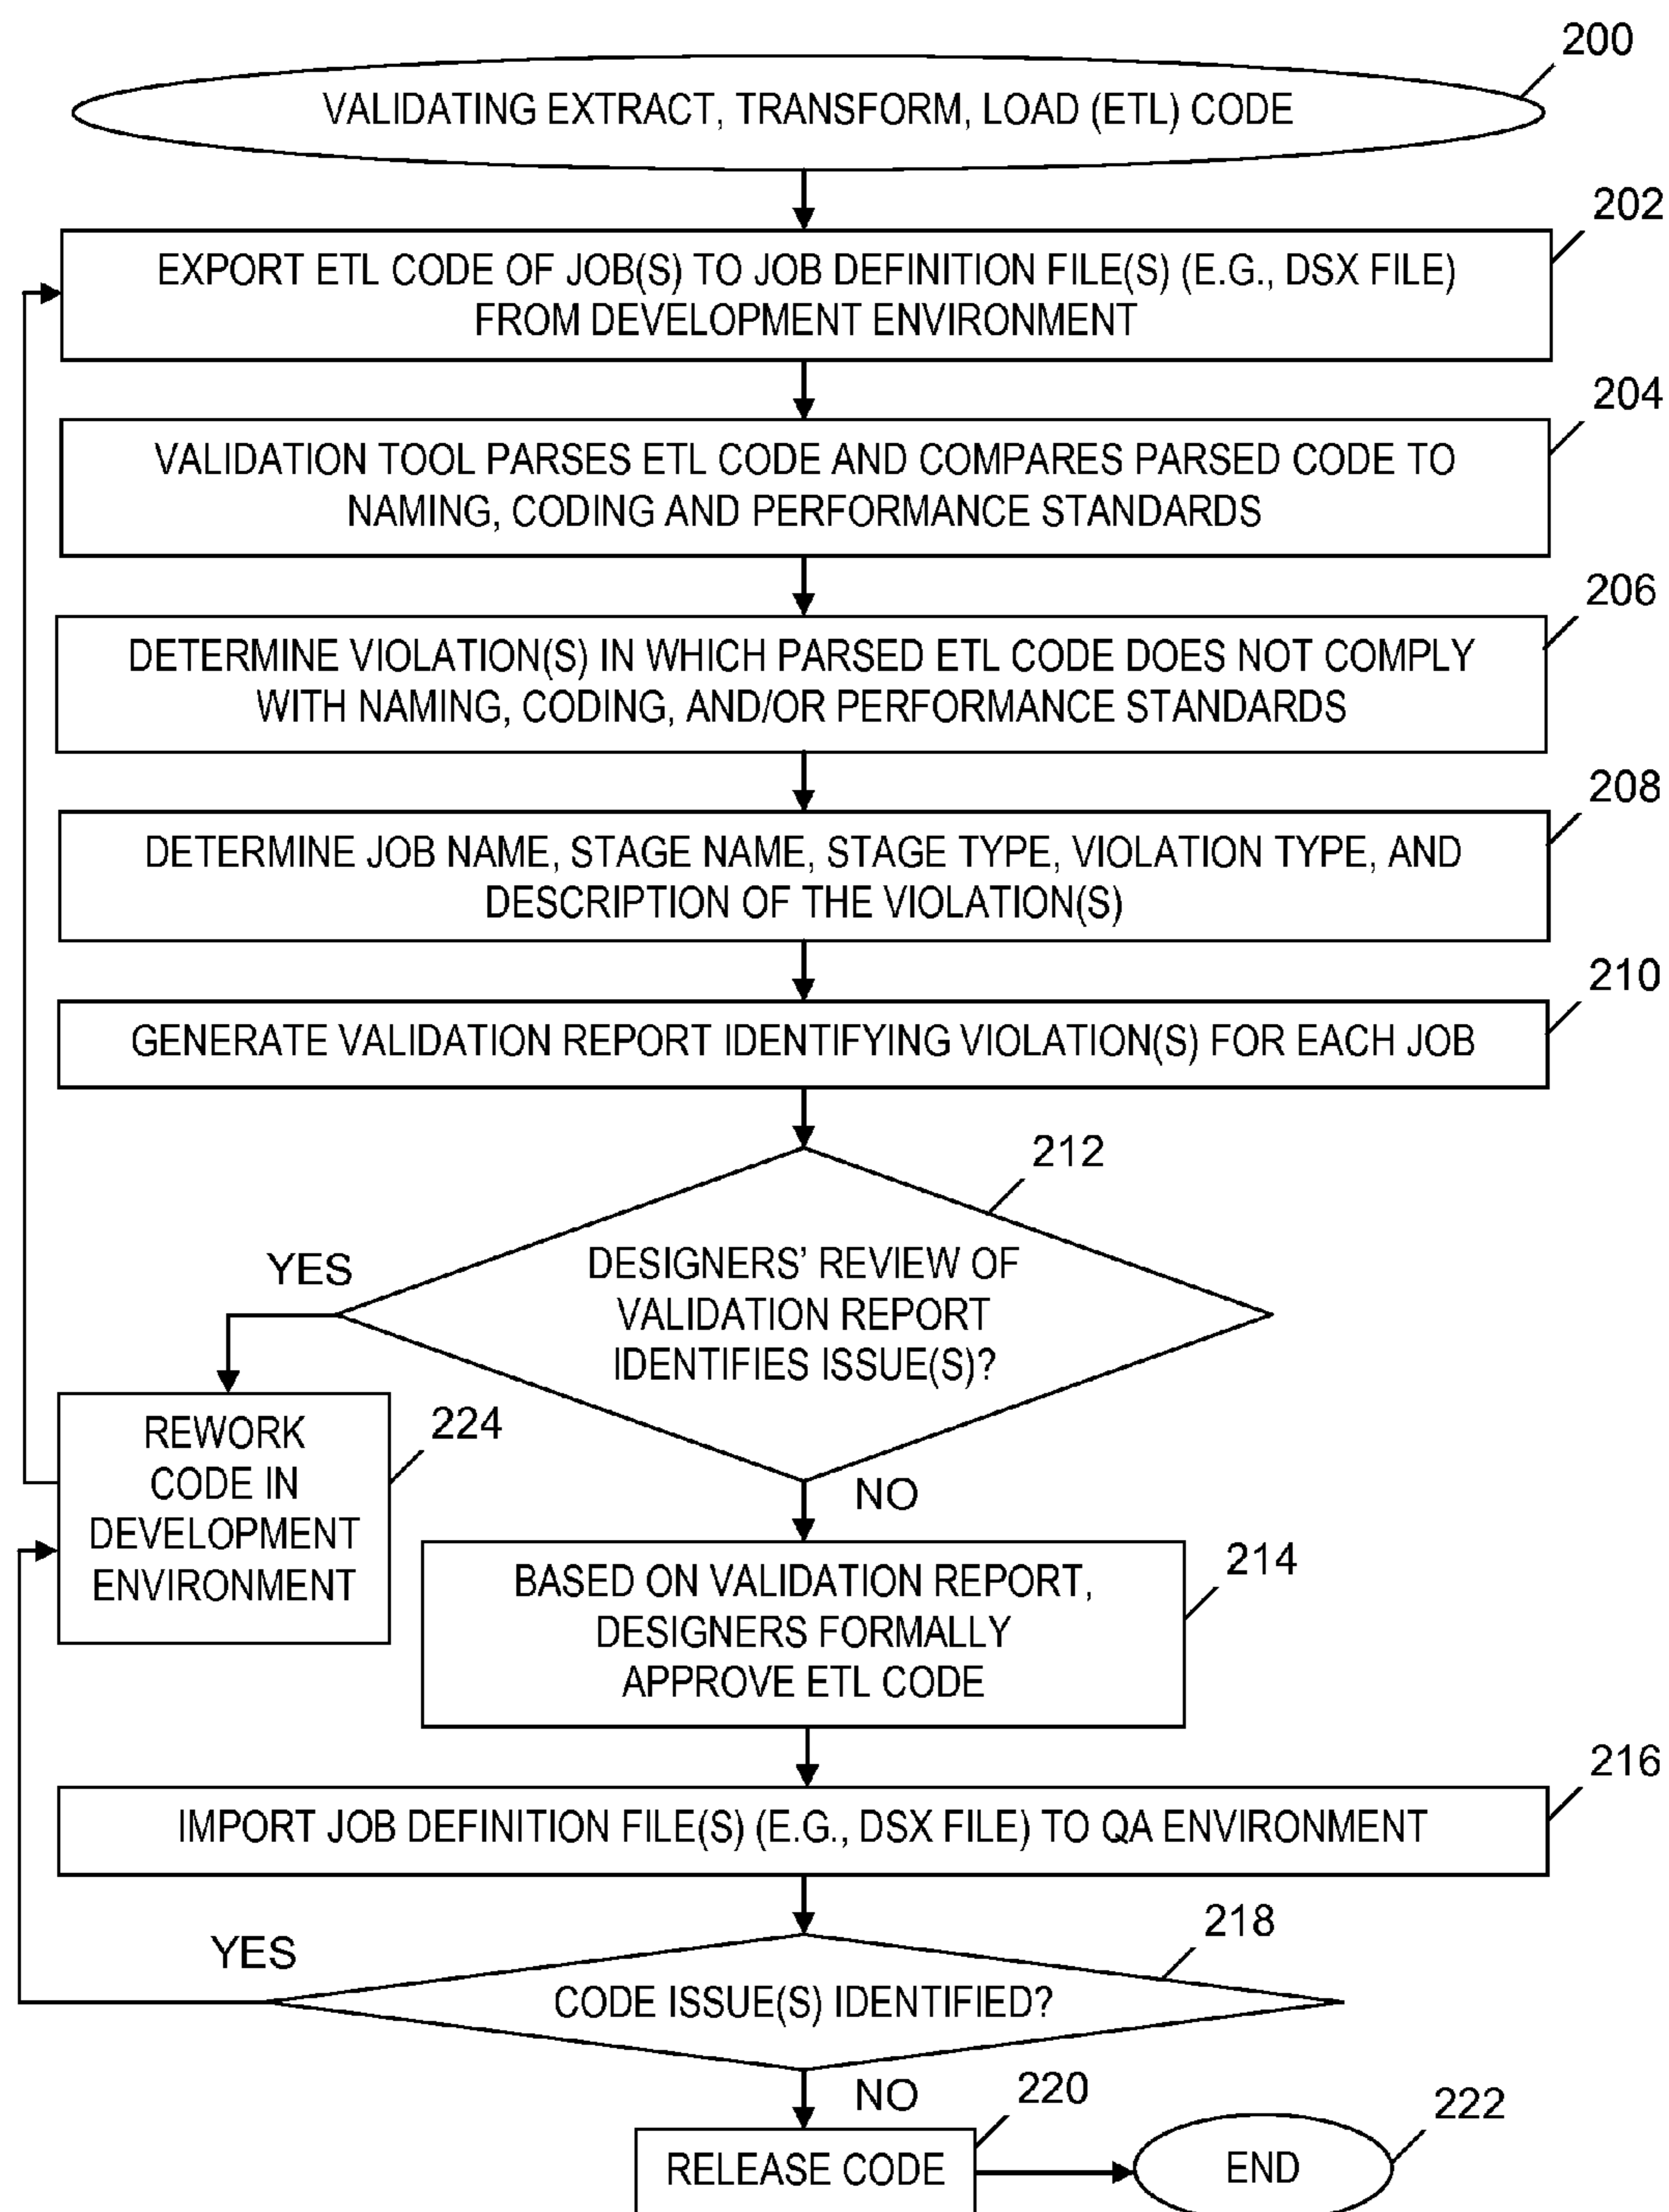 200
VALIDATING EXTRACT, TRANSFORM, LOAD (ETL) CODE
202
EXPORT ETL CODE OF JOB(S) TO JOB DEFINITION FILE(S) (E.G., DSX FILE)
FROM DEVELOPMENT ENVIRONMENT
204
VALIDATION TOOL PARSES ETL CODE AND COMPARES PARSED CODE TO
NAMING, CODING AND PERFORMANCE STANDARDS
206
DETERMINE VIOLATION(S) IN WHICH PARSED ETL CODE DOES NOT COMPLY
WITH NAMING, CODING, AND/OR PERFORMANCE STANDARDS
208
DETERMINE JOB NAME, STAGE NAME, STAGE TYPE, VIOLATION TYPE, AND
DESCRIPTION OF THE VIOLATION(S)
210
GENERATE VALIDATION REPORT IDENTIFYING VIOLATION(S) FOR EACH JOB
212
DESIGNERS' REVIEW OF
VALIDATION REPORT
IDENTIFIES ISSUE(S)?
YES
224
REWORK
CODE IN
DEVELOPMENT
ENVIRONMENT
NO
214
BASED ON VALIDATION REPORT,
DESIGNERS FORMALLY
APPROVE ETL CODE
216
IMPORT JOB DEFINITION FILE(S) (E.G., DSX FILE) TO QA ENVIRONMENT
218
YES
CODE ISSUE(S) IDENTIFIED?
NO
220
222
RELEASE CODE
END